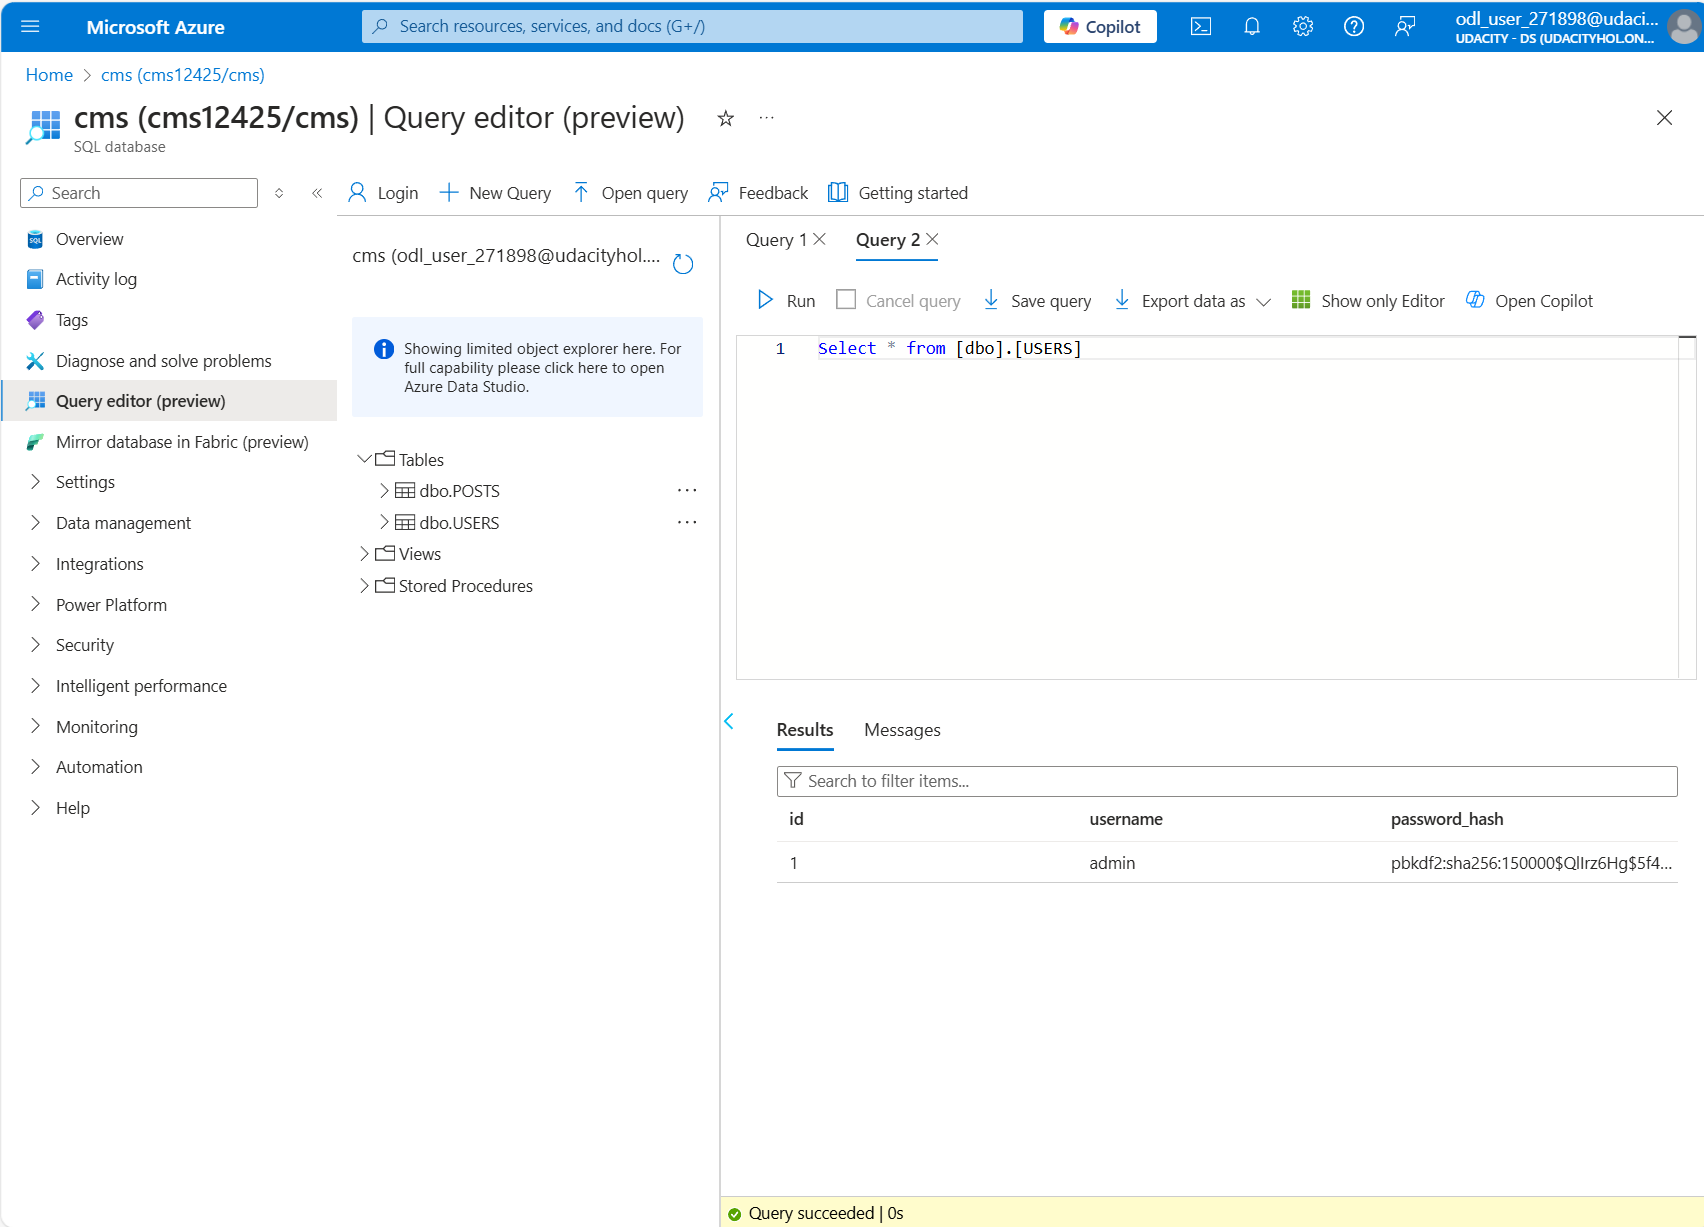 Microsoft Azure
Search resources, services, and docs (G+/)
Copilot
odl_user_271898@udaci...
UDACITY - DS (UDACITYHOL.ON...
Home > cms (cms12425/cms)
cms (cms12425/cms) | Query editor (preview)
SQL database
Search
Login
New Query
Open query
Feedback
Getting started
Overview
Activity log
Tags
Diagnose and solve problems
Query editor (preview)
Mirror database in Fabric (preview)
Settings
Data management
Integrations
Power Platform
Security
Intelligent performance
Monitoring
Automation
Help
cms (odl_user_271898@udacityhol....
Showing limited object explorer here. For
full capability please click here to open
Azure Data Studio.
Tables
dbo.POSTS
dbo.USERS
Views
Stored Procedures
Query 1
Query 2
Run
Cancel query
Save query
Export data as
Show only Editor
Open Copilot
1 Select * from [dbo].[USERS]
Results
Messages
Search to filter items...
id username password_hash
1 admin pbkdf2:sha256:150000$QlIrz6Hg$5f4...
Query succeeded | 0s